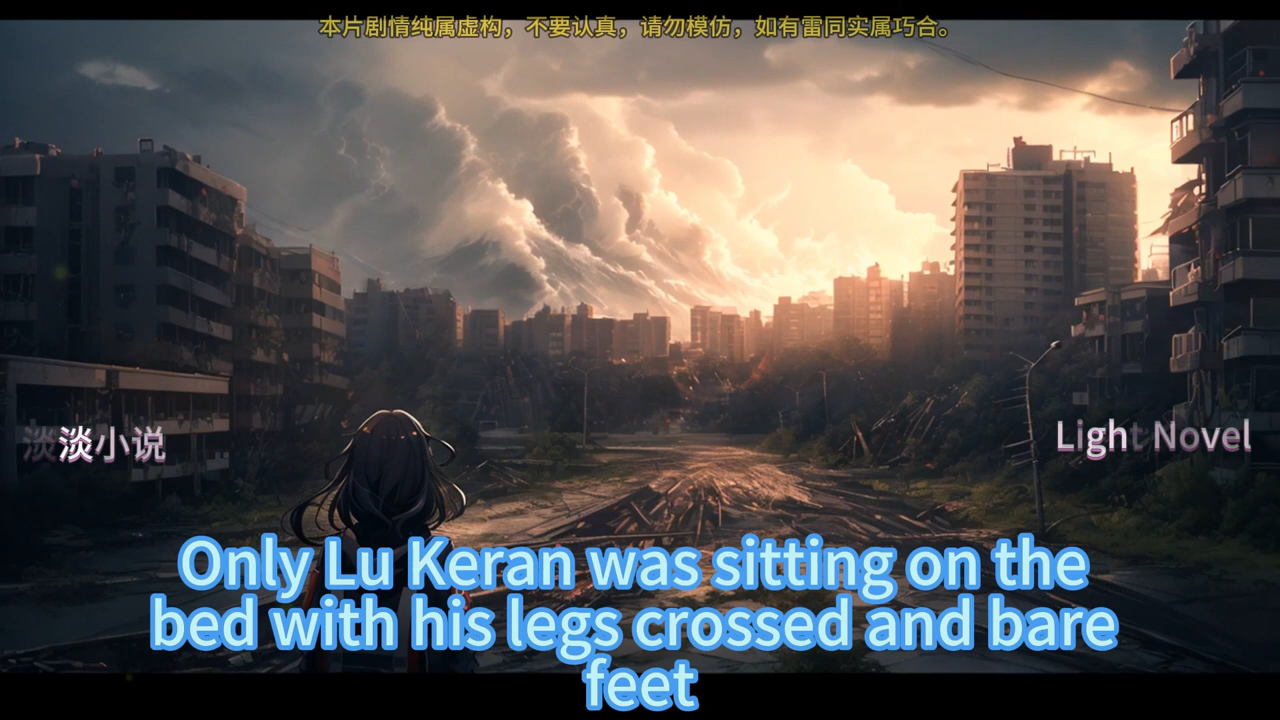 本片剧情纯属虚构，不要认真，请勿模仿，如有雷同实属巧合。
淡淡小说
Light Novel
Only Lu Keran was sitting on the
bed with his legs crossed and bare
feet